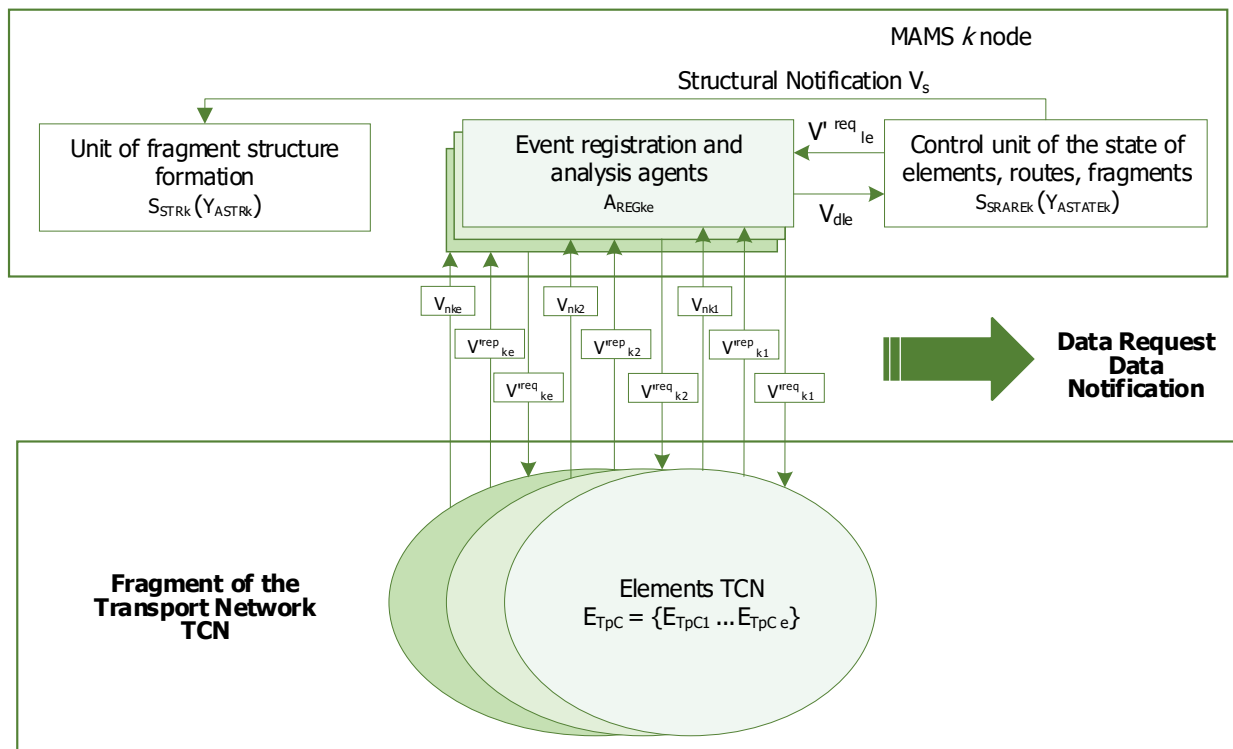 MAMS k node
Structural Notification Vs
Unit of fragment structure
formation
SSTRk (YASTRk)
Event registration and
analysis agents
AREGke
V' req le
Vdle
Control unit of the state of
elements, routes, fragments
SSRAREk (YASTATEk)
Vnke
Vnk2
Vnk1
V'rep ke
V'rep k2
V'rep k1
V'req ke
V'req k2
V'req k1
Data Request
Data
Notification
Fragment of the
Transport Network
TCN
Elements TCN
ETpC = {ETpC1 ... ETpC e}